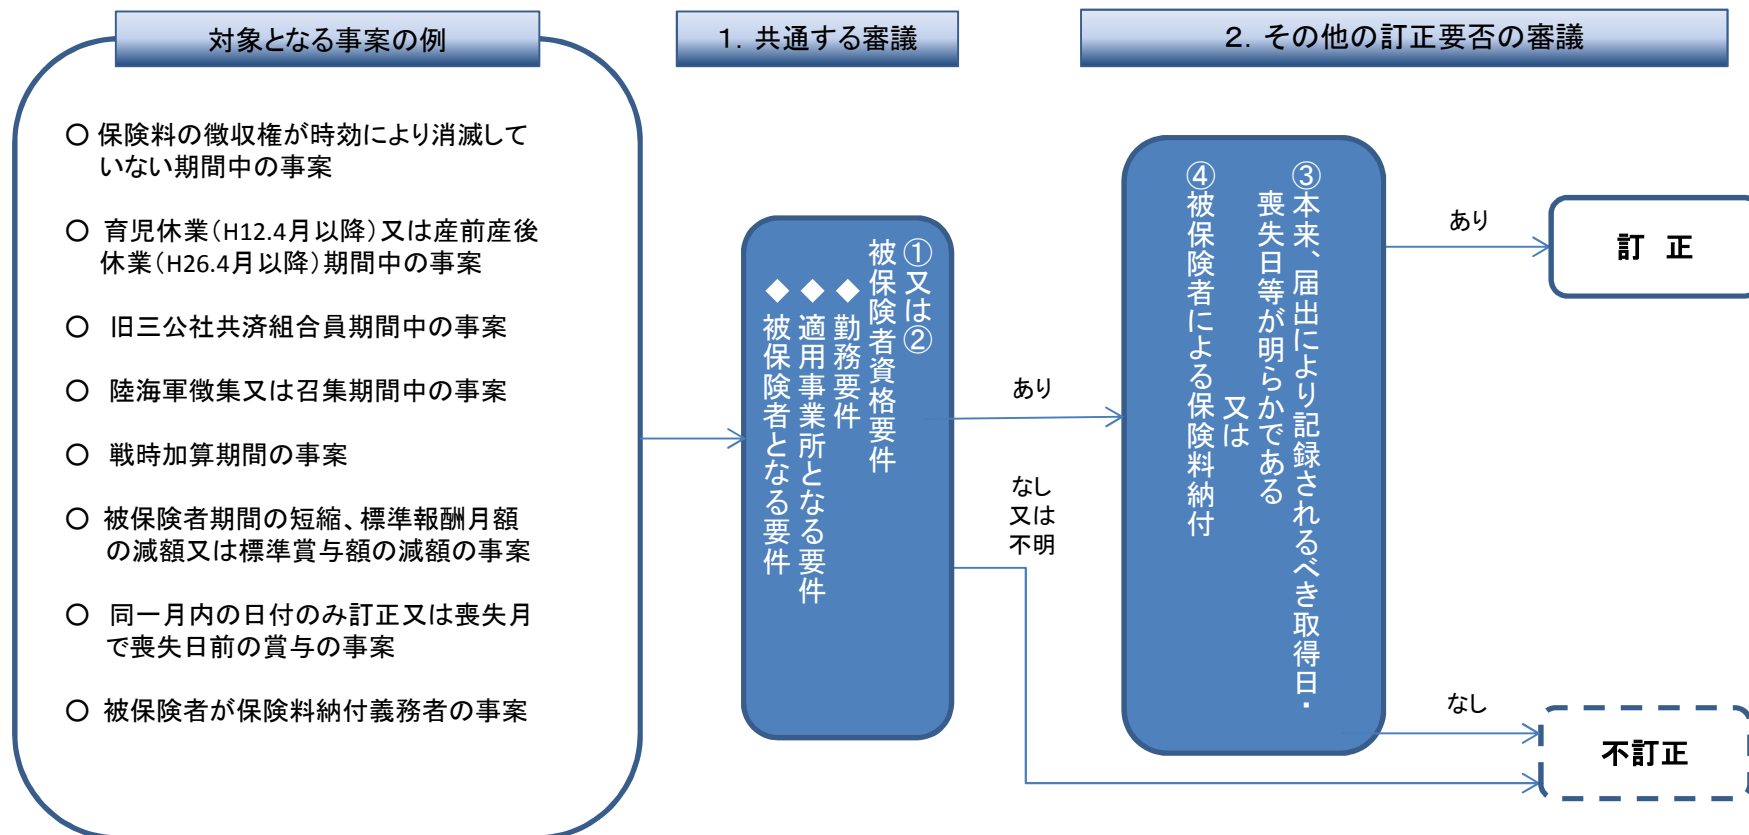 対象となる事案の例
○ 保険料の徴収権が時効により消滅して
いない期間中の事案
○ 育児休業(H12.4月以降)又は産前産後
休業(H26.4月以降)期間中の事案
○ 旧三公社共済組合員期間中の事案
○ 陸海軍徴集又は召集期間中の事案
○ 戦時加算期間の事案
○ 被保険者期間の短縮、標準報酬月額
の減額又は標準賞与額の減額の事案
○ 同一月内の日付のみ訂正又は喪失月
で喪失日前の賞与の事案
○ 被保険者が保険料納付義務者の事案
1. 共通する審議
①又は②
被保険者資格要件
◆ 勤務要件
◆ 適用事業所となる要件
◆ 被保険者となる要件
あり
なし
又は
不明
2. その他の訂正要否の審議
③本来、届出により記録されるべき取得日・
喪失日等が明らかである
又は
④被保険者による保険料納付
あり
訂 正
なし
不訂正